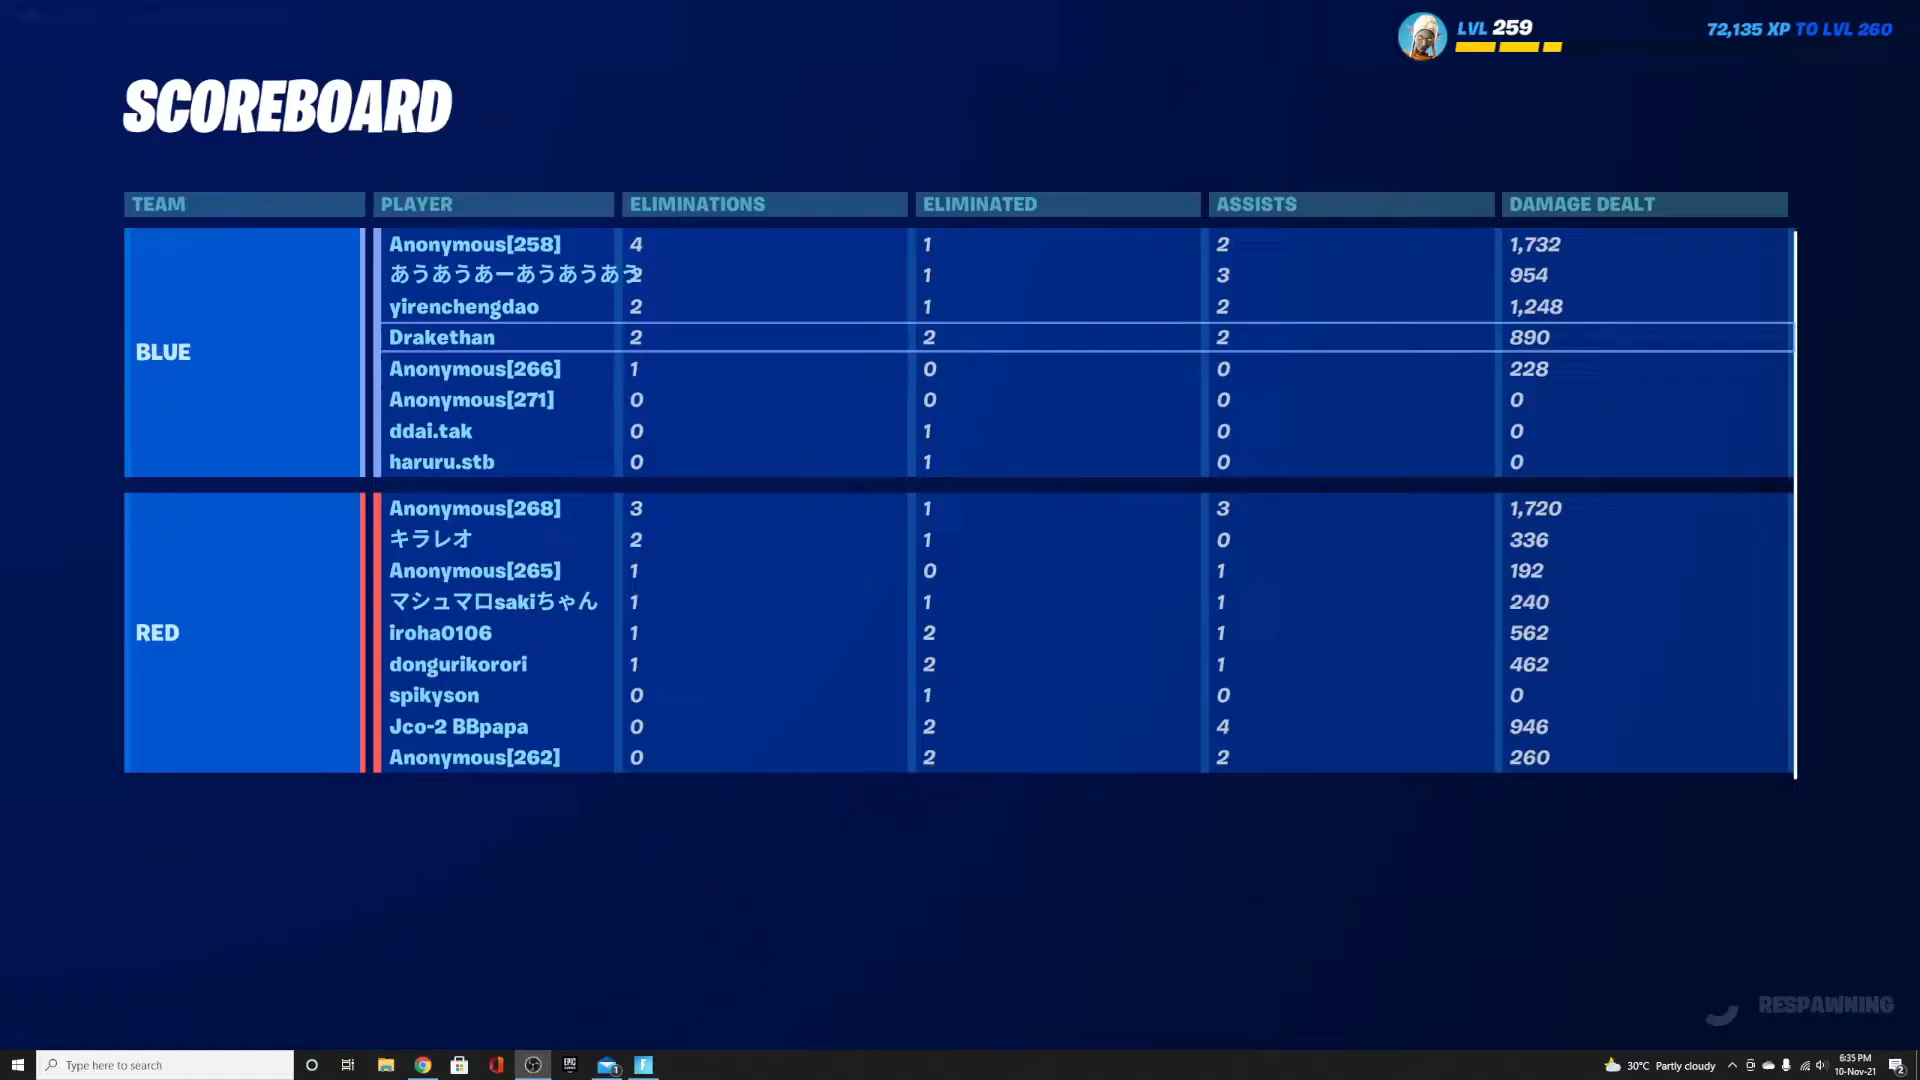 LVL 259
72,135 XP TO LVL 260
SCOREBOARD
TEAM PLAYER ELIMINATIONS ELIMINATED ASSISTS DAMAGE DEALT
BLUE
Anonymous[258] 4 1 2 1,732
あうあうあーあうあうあう 2 1 3 954
yirenchengdao 2 1 2 1,248
Drakethan 2 2 2 890
Anonymous[266] 1 0 0 228
Anonymous[271] 0 0 0 0
ddai.tak 0 1 0 0
haruru.stb 0 1 0 0
RED
Anonymous[268] 3 1 3 1,720
キラレオ 2 1 0 336
Anonymous[265] 1 0 1 192
マシュマロsakiちゃん 1 1 1 240
iroha0106 1 2 1 562
dongurikorori 1 2 1 462
spikyson 0 1 0 0
Jco-2 BBpapa 0 2 4 946
Anonymous[262] 0 2 2 260
RESPAWNING
Type here to search
EPIC GAMES
1
F
30°C Partly cloudy
6:35 PM
10-Nov-21
2